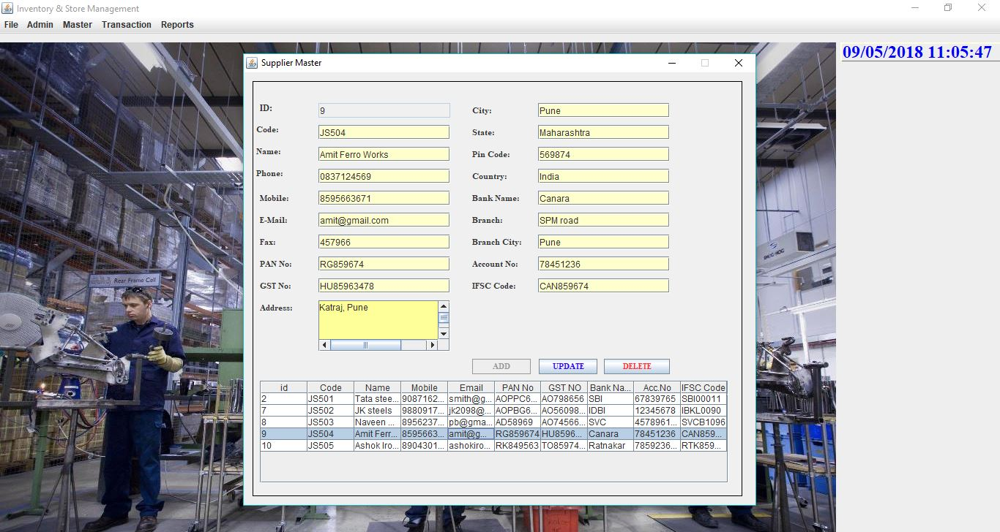 Inventory & Store Management
File Admin Master Transaction Reports
09/05/2018 11:05:47
Supplier Master
ID: 9 City: Pune
Code: JS504 State: Maharashtra
Name: Amit Ferro Works Pin Code: 569874
Phone: 0837124569 Country: India
Mobile: 8595663671 Bank Name: Canara
E-Mail: amit@gmail.com Branch: SPM road
Fax: 457966 Branch City: Pune
PAN No: RG859674 Account No: 78451236
GST No: HU85963478 IFSC Code: CAN859674
Address: Katraj, Pune
ADD UPDATE DELETE
id Code Name Mobile Email PAN No GST NO Bank Na... Acc.No IFSC Code
2 JS501 Tata stee... 9087162... smith@g... AOPPC6... AO798656 SBI 67839765 SBI00011
7 JS502 JK steels 9880917... jk2098@... AOPBG6... AO56098... IDBI 12345678 IBKL0090
8 JS503 Naveen ... 8956237... pb@gma... AD58969 AO74566... SVC 4578961... SVCB1096
9 JS504 Amit Ferr... 8595663... amit@g... RG859674 HU8596... Canara 78451236 CAN859...
10 JS505 Ashok Iro... 8904301... ashokiro... RK849563 TO85974... Ratnakar 7859236... RTK859...
Rear Frame Cell